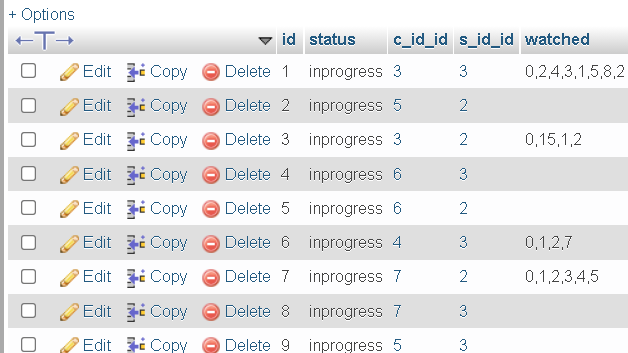 + Options
←T→ id status c_id_id s_id_id watched
Edit Copy Delete 1 inprogress 3 3 0,2,4,3,1,5,8,2
Edit Copy Delete 2 inprogress 5 2
Edit Copy Delete 3 inprogress 3 2 0,15,1,2
Edit Copy Delete 4 inprogress 6 3
Edit Copy Delete 5 inprogress 6 2
Edit Copy Delete 6 inprogress 4 3 0,1,2,7
Edit Copy Delete 7 inprogress 7 2 0,1,2,3,4,5
Edit Copy Delete 8 inprogress 7 3
Edit Copy Delete 9 inprogress 5 3